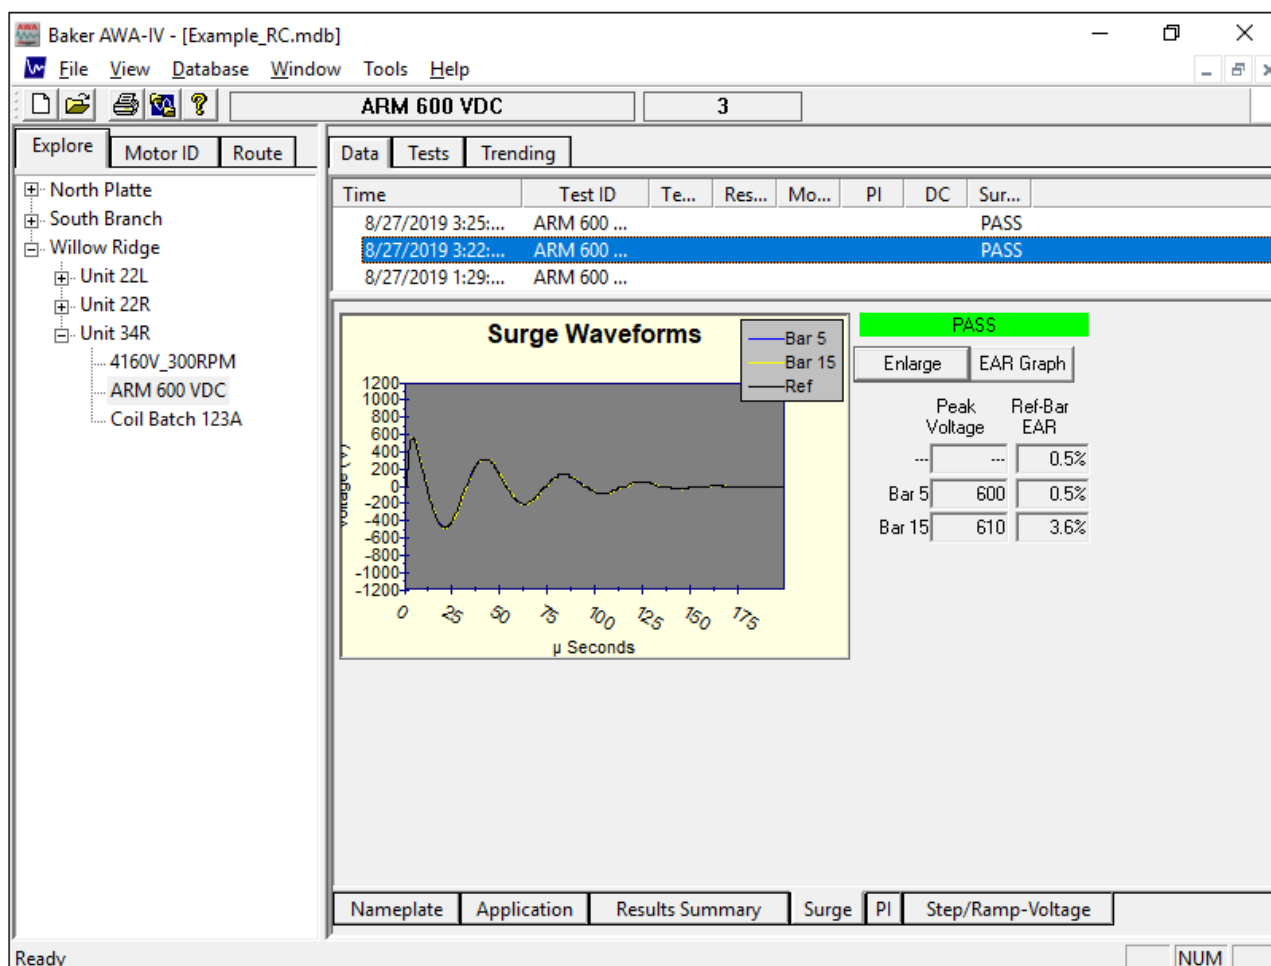 Baker AWA-IV - [Example_RC.mdb]
File View Database Window Tools Help
ARM 600 VDC 3
Explore Motor ID Route
Data Tests Trending
North Platte
South Branch
Willow Ridge
Unit 22L
Unit 22R
Unit 34R
4160V_300RPM
ARM 600 VDC
Coil Batch 123A
Time Test ID Te... Res... Mo... PI DC Sur...
8/27/2019 3:25:... ARM 600 ... PASS
8/27/2019 3:22:... ARM 600 ... PASS
8/27/2019 1:29:... ARM 600 ...
Surge Waveforms
Bar 5
Bar 15
Ref
1200
1000
800
600
400
200
0
-200
-400
-600
-800
-1000
-1200
Voltage (V)
0 25 50 75 100 125 150 175
µ Seconds
PASS
Enlarge EAR Graph
Peak Voltage Ref-Bar EAR
--- --- 0.5%
Bar 5 600 0.5%
Bar 15 610 3.6%
Nameplate Application Results Summary Surge PI Step/Ramp-Voltage
Ready NUM